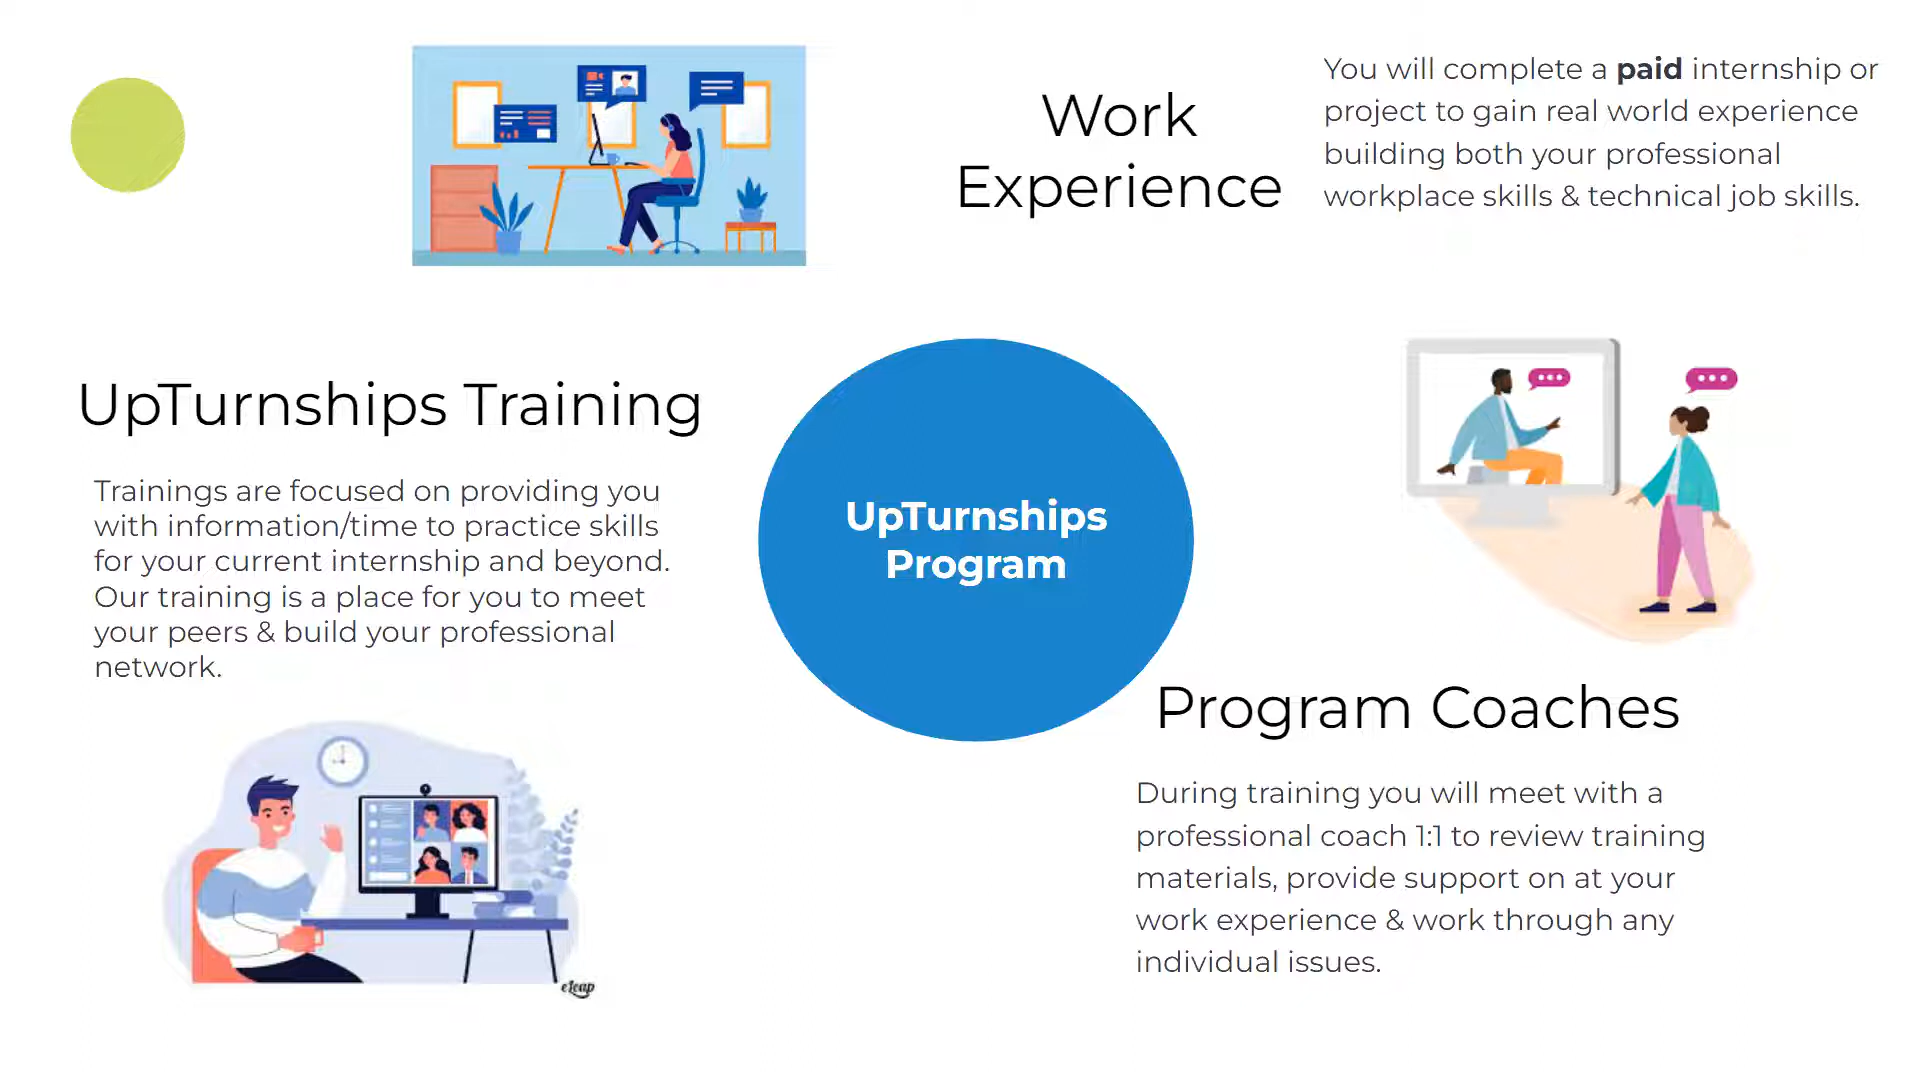 Work
Experience
You will complete a paid internship or
project to gain real world experience
building both your professional
workplace skills & technical job skills.
UpTurnships Training
Trainings are focused on providing you
with information/time to practice skills
for your current internship and beyond.
Our training is a place for you to meet
your peers & build your professional
network.
UpTurnships
Program
Program Coaches
During training you will meet with a
professional coach 1:1 to review training
materials, provide support on at your
work experience & work through any
individual issues.
eLeap